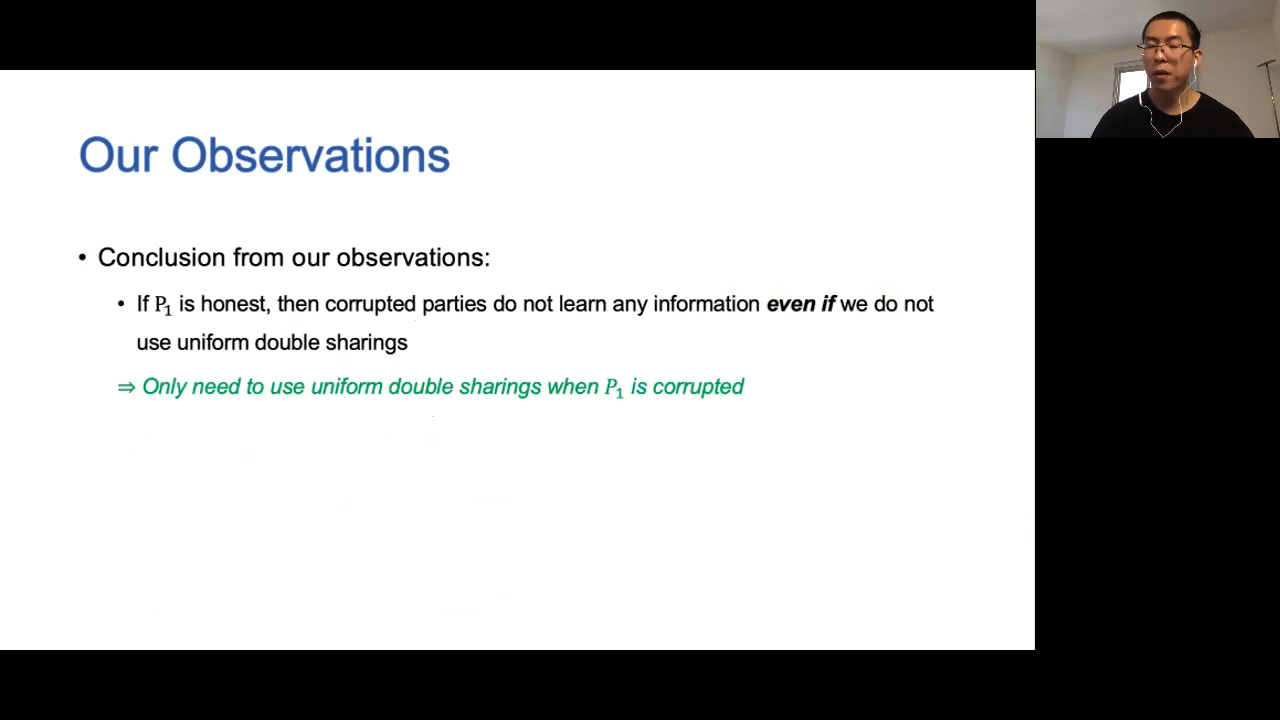 Our Observations
• Conclusion from our observations:
• If P₁ is honest, then corrupted parties do not learn any information even if we do not
use uniform double sharings
⇒ Only need to use uniform double sharings when P₁ is corrupted